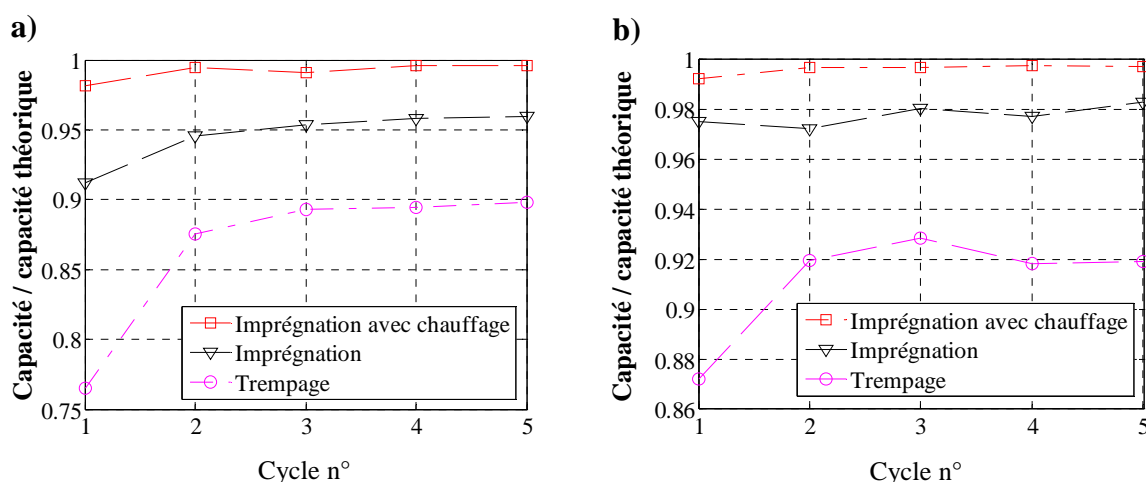 a)
Capacité / capacité théorique
1
0.95
0.9
0.85
0.8
0.75
1 2 3 4 5
Cycle n°
Imprégnation avec chauffage
Imprégnation
Trempage
b)
Capacité / capacité théorique
1
0.98
0.96
0.94
0.92
0.9
0.88
0.86
1 2 3 4 5
Cycle n°
Imprégnation avec chauffage
Imprégnation
Trempage